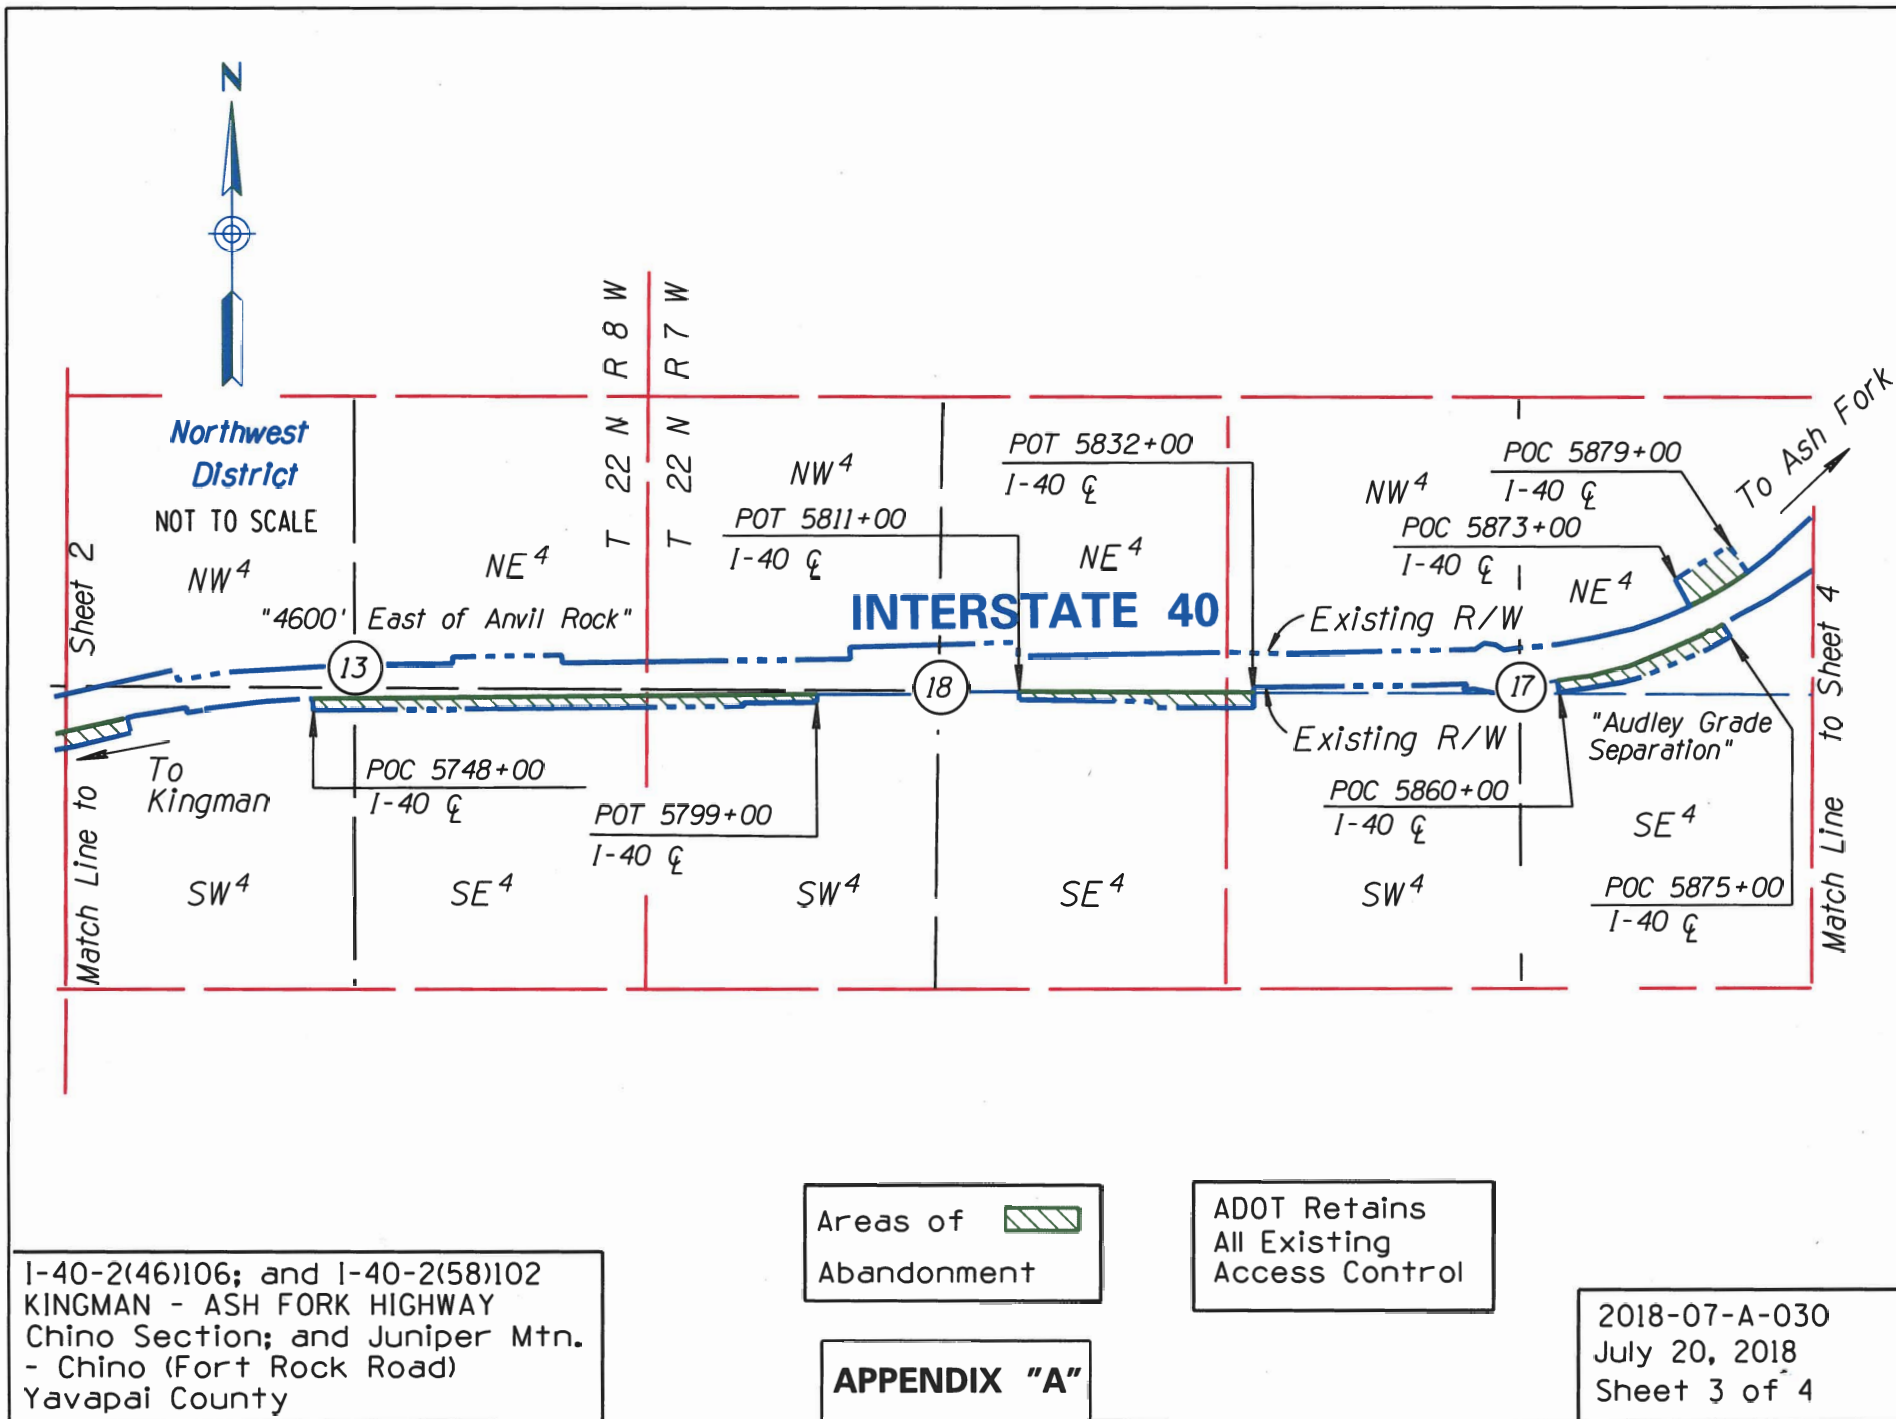 N
Northwest
District
NOT TO SCALE
T 22 N R 8 W
T 22 N R 7 W
To Ash Fork
Match Line to Sheet 2
Match Line to Sheet 4
NW 4
NE 4
NW 4
NE 4
NW 4
NE 4
POT 5832+00
I-40 ℄
POC 5879+00
I-40 ℄
POT 5811+00
I-40 ℄
POC 5873+00
I-40 ℄
"4600' East of Anvil Rock"
INTERSTATE 40
Existing R/W
13
18
17
Existing R/W
"Audley Grade
Separation"
To
Kingman
POC 5748+00
I-40 ℄
POT 5799+00
I-40 ℄
POC 5860+00
I-40 ℄
POC 5875+00
I-40 ℄
SW 4
SE 4
SW 4
SE 4
SW 4
SE 4
Areas of
Abandonment
ADOT Retains
All Existing
Access Control
I-40-2(46)106; and I-40-2(58)102
KINGMAN - ASH FORK HIGHWAY
Chino Section; and Juniper Mtn.
- Chino (Fort Rock Road)
Yavapai County
APPENDIX "A"
2018-07-A-030
July 20, 2018
Sheet 3 of 4